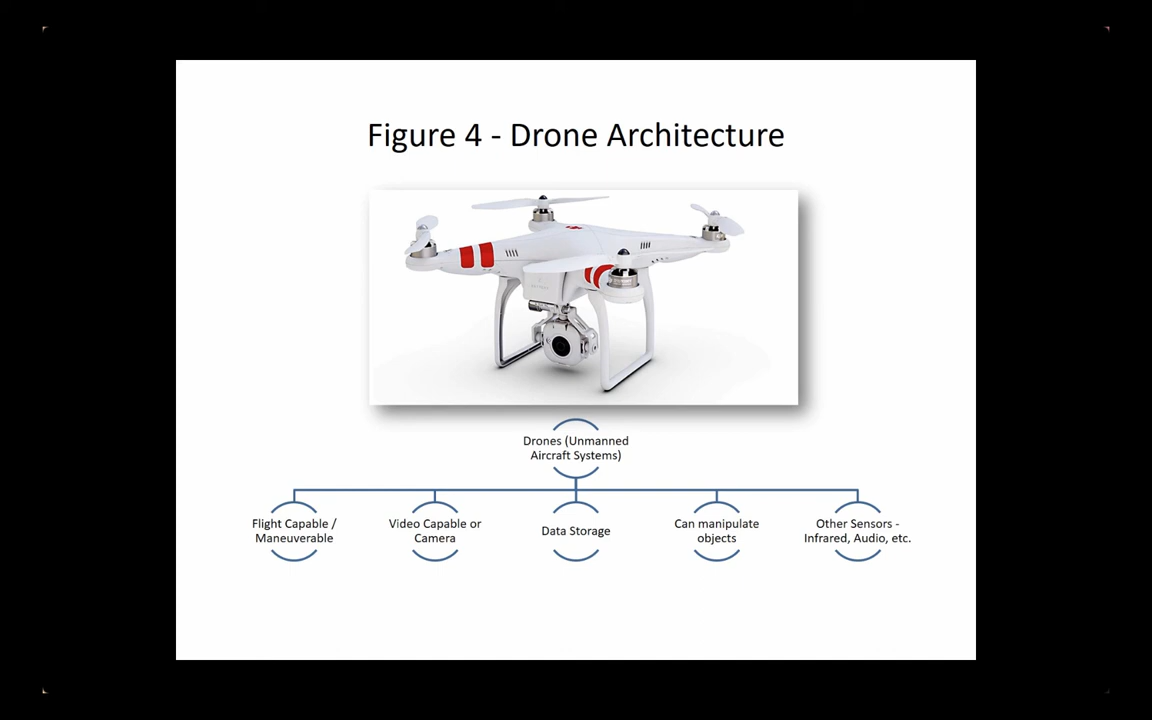 Figure 4 - Drone Architecture
Drones (Unmanned
Aircraft Systems)
Flight Capable /
Maneuverable
Video Capable or
Camera
Data Storage
Can manipulate
objects
Other Sensors -
Infrared, Audio, etc.